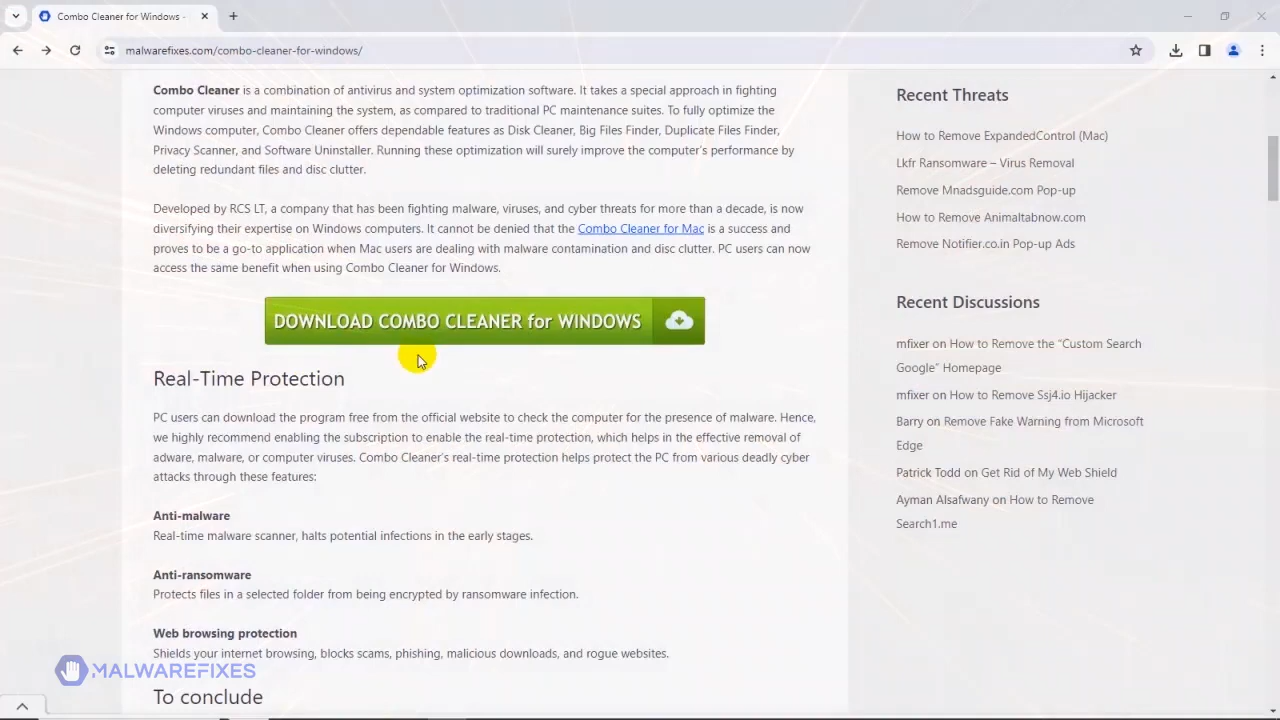 Combo Cleaner for Windows -
malwarefixes.com/combo-cleaner-for-windows/
Combo Cleaner is a combination of antivirus and system optimization software. It takes a special approach in fighting
computer viruses and maintaining the system, as compared to traditional PC maintenance suites. To fully optimize the
Windows computer, Combo Cleaner offers dependable features as Disk Cleaner, Big Files Finder, Duplicate Files Finder,
Privacy Scanner, and Software Uninstaller. Running these optimization will surely improve the computer's performance by
deleting redundant files and disc clutter.
Developed by RCS LT, a company that has been fighting malware, viruses, and cyber threats for more than a decade, is now
diversifying their expertise on Windows computers. It cannot be denied that the Combo Cleaner for Mac is a success and
proves to be a go-to application when Mac users are dealing with malware contamination and disc clutter. PC users can now
access the same benefit when using Combo Cleaner for Windows.
DOWNLOAD COMBO CLEANER for WINDOWS
Real-Time Protection
PC users can download the program free from the official website to check the computer for the presence of malware. Hence,
we highly recommend enabling the subscription to enable the real-time protection, which helps in the effective removal of
adware, malware, or computer viruses. Combo Cleaner's real-time protection helps protect the PC from various deadly cyber
attacks through these features:
Anti-malware
Real-time malware scanner, halts potential infections in the early stages.
Anti-ransomware
Protects files in a selected folder from being encrypted by ransomware infection.
Web browsing protection
Shields your internet browsing, blocks scams, phishing, malicious downloads, and rogue websites.
MALWAREFIXES
To conclude
Recent Threats
How to Remove ExpandedControl (Mac)
Lkfr Ransomware – Virus Removal
Remove Mnadsguide.com Pop-up
How to Remove Animaltabnow.com
Remove Notifier.co.in Pop-up Ads
Recent Discussions
mfixer on How to Remove the “Custom Search
Google” Homepage
mfixer on How to Remove Ssj4.io Hijacker
Barry on Remove Fake Warning from Microsoft
Edge
Patrick Todd on Get Rid of My Web Shield
Ayman Alsafwany on How to Remove
Search1.me